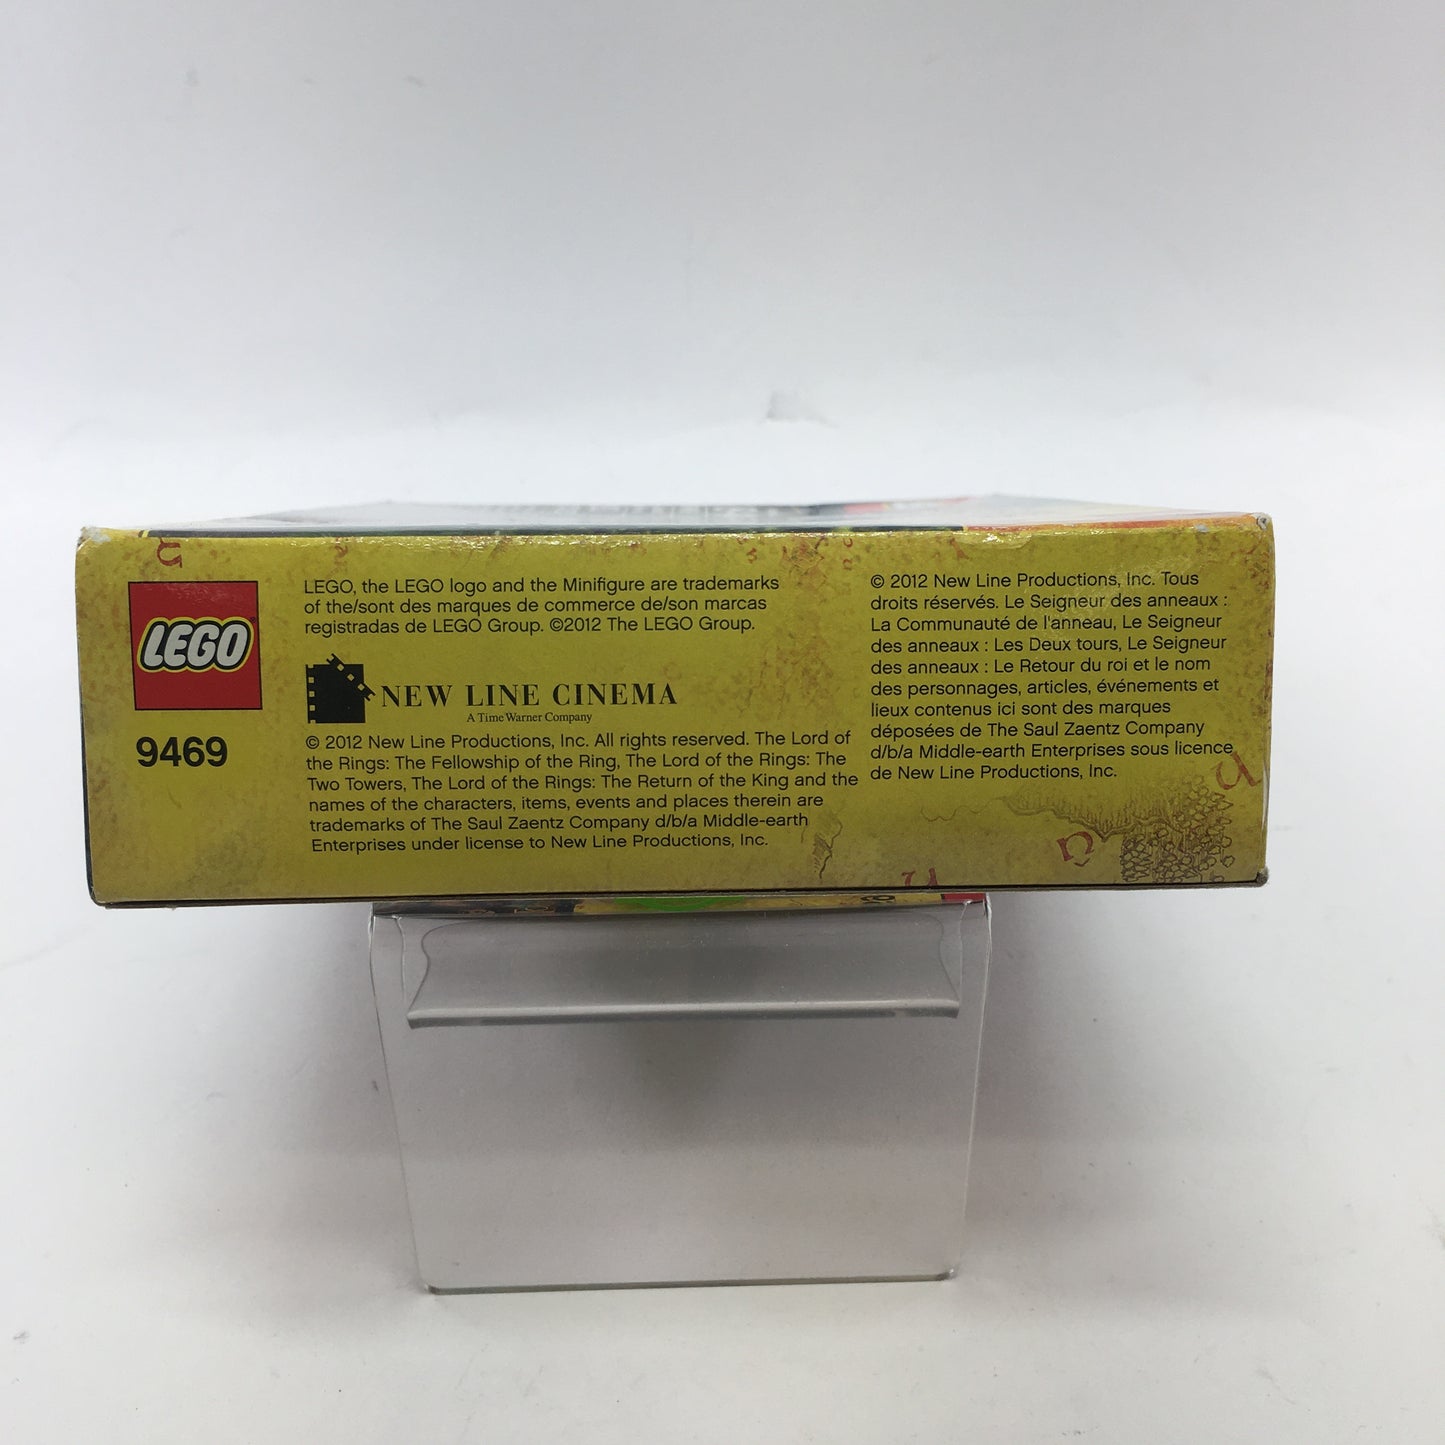 LEGO
9469
LEGO, the LEGO logo and the Minifigure are trademarks
of the/sont des marques de commerce de/son marcas
registradas de LEGO Group. ©2012 The LEGO Group.
NEW LINE CINEMA
A Time Warner Company
© 2012 New Line Productions, Inc. All rights reserved. The Lord of
the Rings: The Fellowship of the Ring, The Lord of the Rings: The
Two Towers, The Lord of the Rings: The Return of the King and the
names of the characters, items, events and places therein are
trademarks of The Saul Zaentz Company d/b/a Middle-earth
Enterprises under license to New Line Productions, Inc.
© 2012 New Line Productions, Inc. Tous
droits réservés. Le Seigneur des anneaux :
La Communauté de l'anneau, Le Seigneur
des anneaux : Les Deux tours, Le Seigneur
des anneaux : Le Retour du roi et le nom
des personnages, articles, événements et
lieux contenus ici sont des marques
déposées de The Saul Zaentz Company
d/b/a Middle-earth Enterprises sous licence
de New Line Productions, Inc.